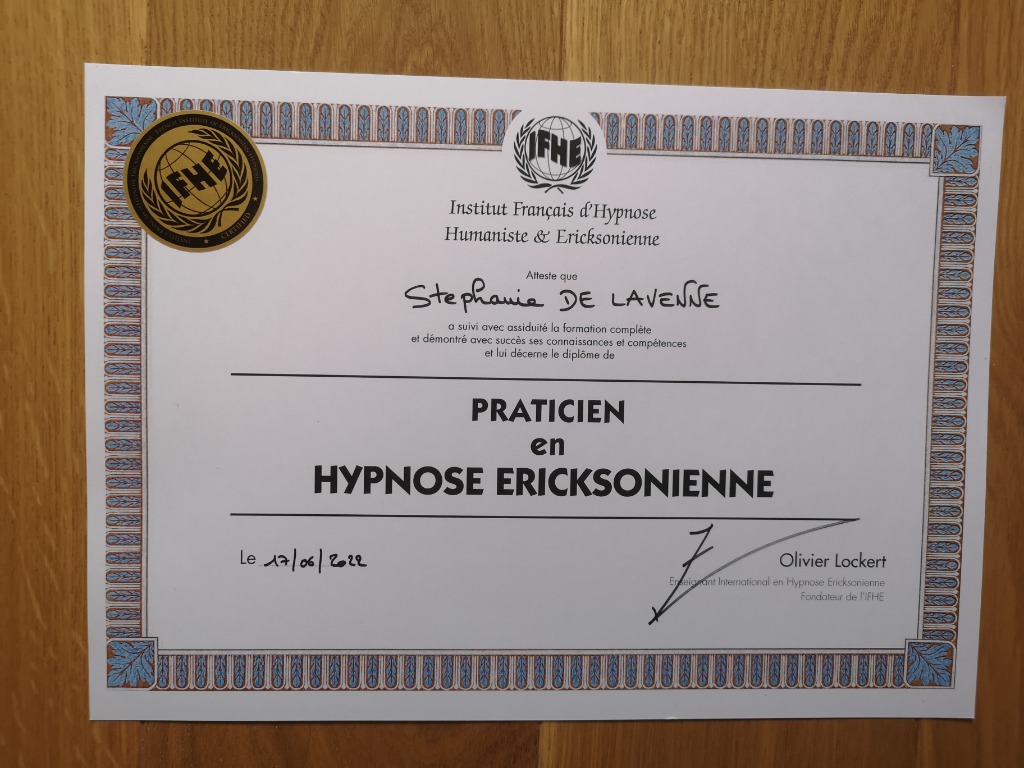 IFHE
IFHE
CERTIFIED
Institut Français d'Hypnose
Humaniste & Ericksonienne
Atteste que
Stephanie DE LAVENNE
a suivi avec assiduité la formation complète
et démontré avec succès ses connaissances et compétences
et lui décerne le diplôme de
PRATICIEN
en
HYPNOSE ERICKSONIENNE
Le 17/06/2022
Olivier Lockert
Enseignant International en Hypnose Ericksonienne
Fondateur de l'IFHE